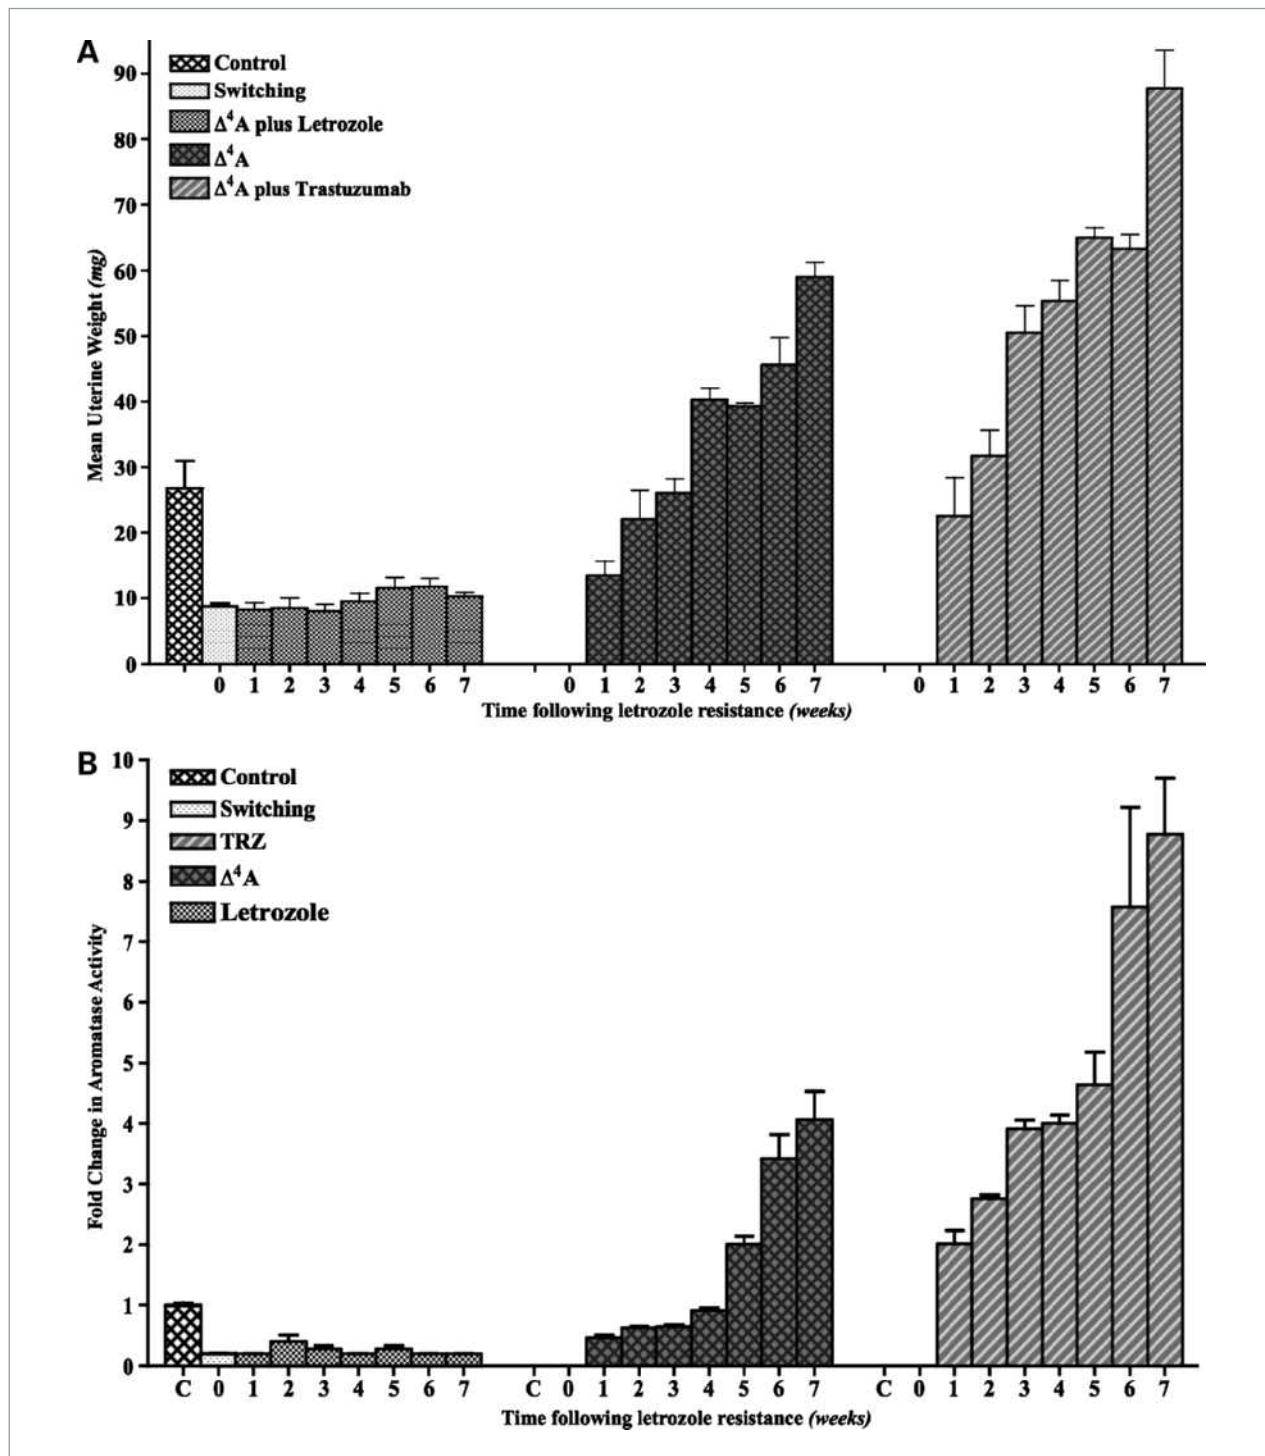 A
Control
Switching
Δ⁴A plus Letrozole
Δ⁴A
Δ⁴A plus Trastuzumab
Mean Uterine Weight (mg)
90
80
70
60
50
40
30
20
10
0
0 1 2 3 4 5 6 7 0 1 2 3 4 5 6 7 0 1 2 3 4 5 6 7
Time following letrozole resistance (weeks)
B
Control
Switching
TRZ
Δ⁴A
Letrozole
Fold Change in Aromatase Activity
10
9
8
7
6
5
4
3
2
1
0
C 0 1 2 3 4 5 6 7 C 0 1 2 3 4 5 6 7 C 0 1 2 3 4 5 6 7
Time following letrozole resistance (weeks)